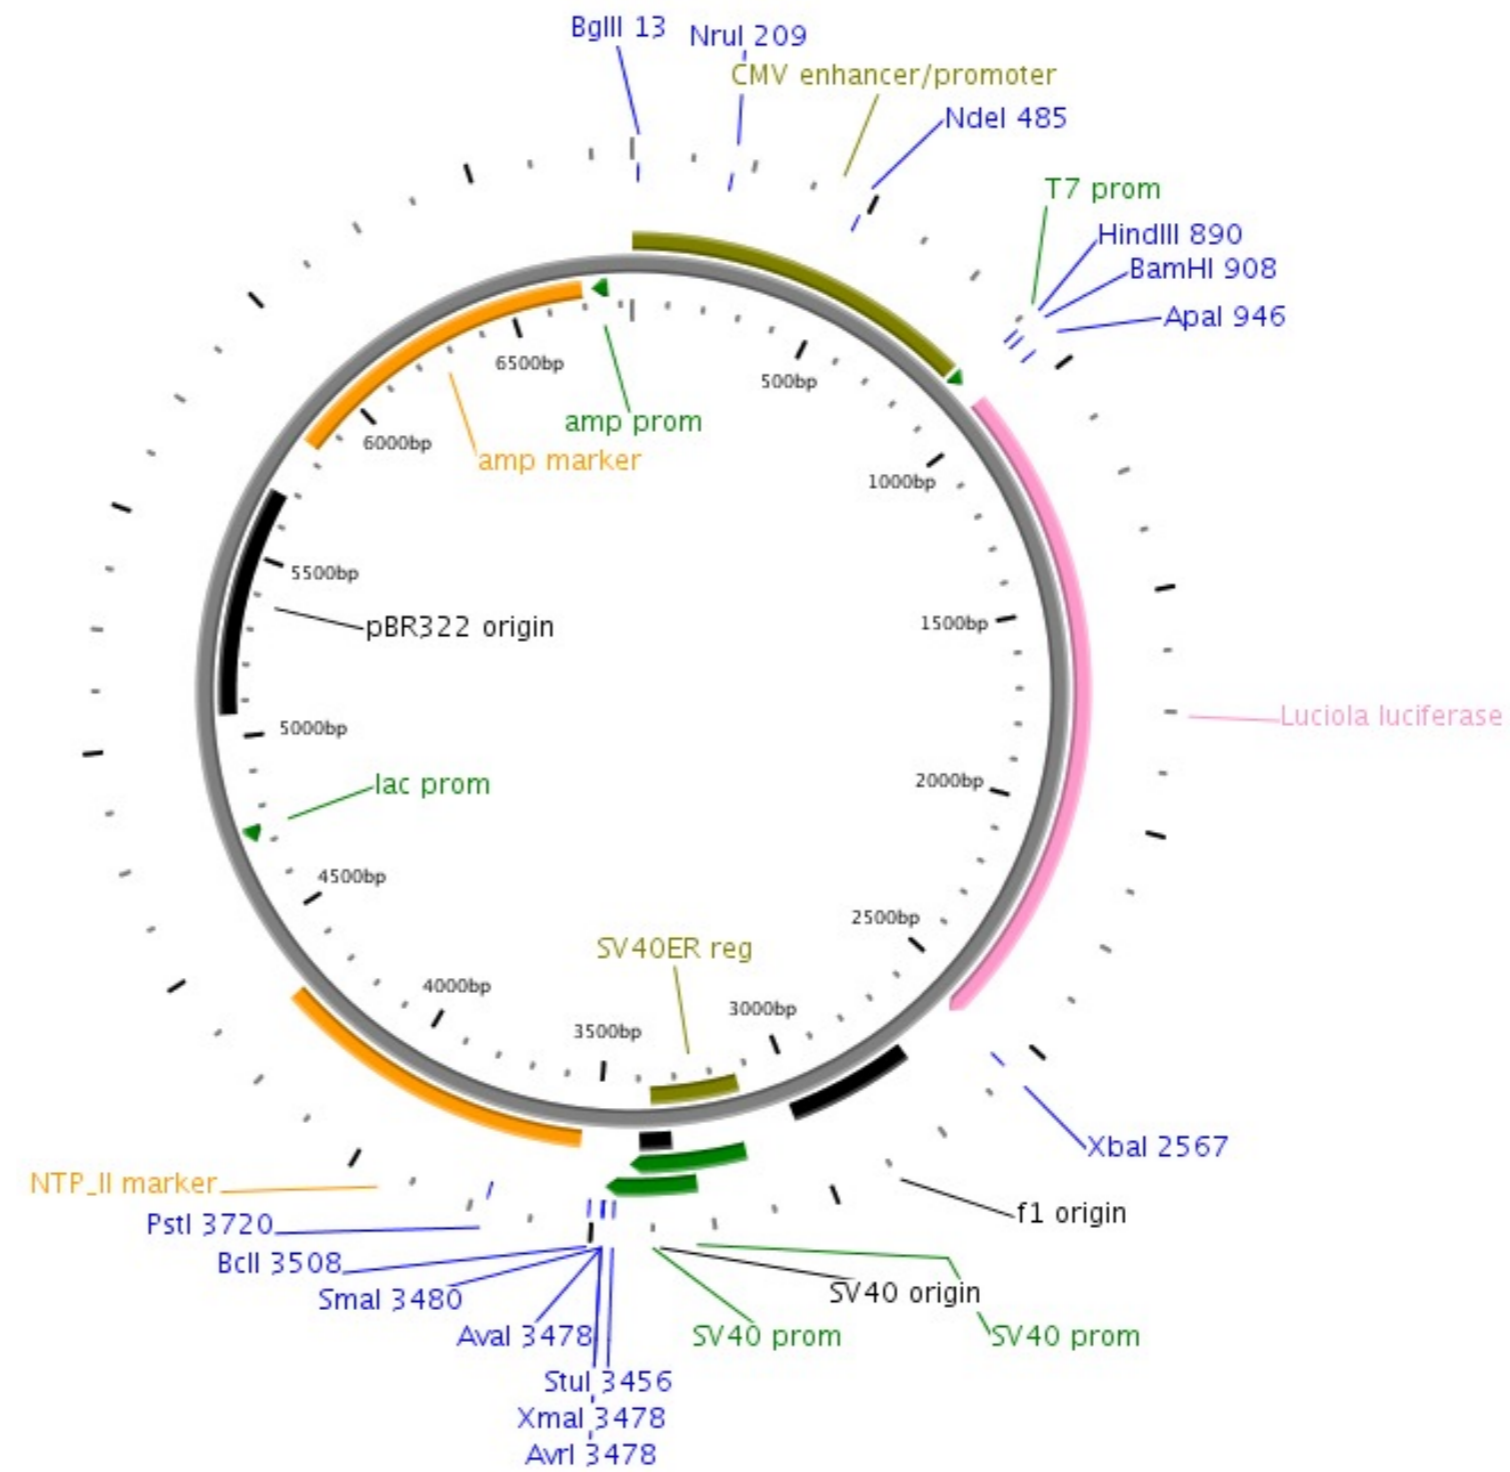 BglII 13
NruI 209
CMV enhancer/promoter
NdeI 485
T7 prom
HindIII 890
BamHI 908
ApaI 946
6500bp
500bp
amp prom
6000bp
amp marker
1000bp
5500bp
1500bp
pBR322 origin
Luciola luciferase
5000bp
lac prom
2000bp
4500bp
2500bp
SV40ER reg
4000bp
3000bp
3500bp
XbaI 2567
NTP_II marker
f1 origin
PstI 3720
BclI 3508
SmaI 3480
SV40 origin
AvaI 3478
SV40 prom
SV40 prom
StuI 3456
XmaI 3478
AvrI 3478